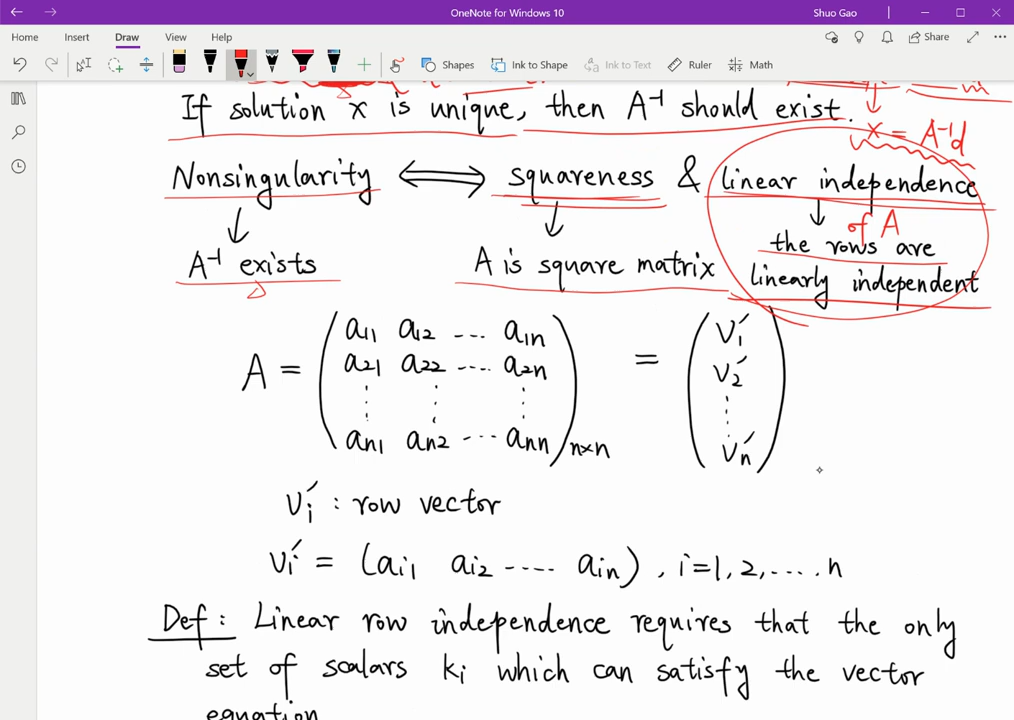 OneNote for Windows 10
Shuo Gao
Home Insert Draw View Help
Share
Shapes Ink to Shape Ink to Text Ruler Math
If solution x is unique, then A⁻¹ should exist.
x = A⁻¹d
Nonsingularity ⟺ squareness & linear independence
of A
↓ ↓ ↓
A⁻¹ exists A is square matrix the rows are
linearly independent
A = ( a11 a12 ---- a1n = ( v1′
a21 a22 ---- a2n v2′
⋮ ⋮ ⋮ ⋮
an1 an2 --- ann )n×n vn′ )
vi′ : row vector
vi′ = (ai1 ai2 ----- ain) , i=1, 2, .... n
Def : Linear row independence requires that the only
set of scalars ki which can satisfy the vector
equation